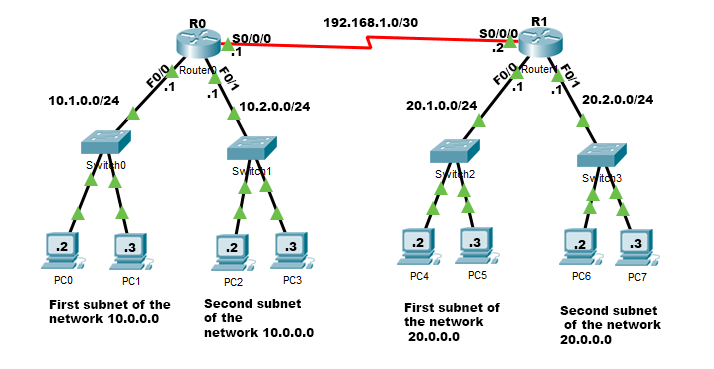 192.168.1.0/30
R0
R1
S0/0/0
.1
S0/0/0
.2
Router0
F0/0
.1
F0/1
.1
F0/0
.1
F0/1
10.1.0.0/24
10.2.0.0/24
20.1.0.0/24
20.2.0.0/24
Switch0
Switch1
Switch2
Switch3
.2
.3
.2
.3
.2
.3
.2
.3
PC0
PC1
PC2
PC3
PC4
PC5
PC6
PC7
First subnet of the
network 10.0.0.0
Second subnet
of the
network 10.0.0.0
First subnet of
the network
20.0.0.0
Second subnet
of the network
20.0.0.0